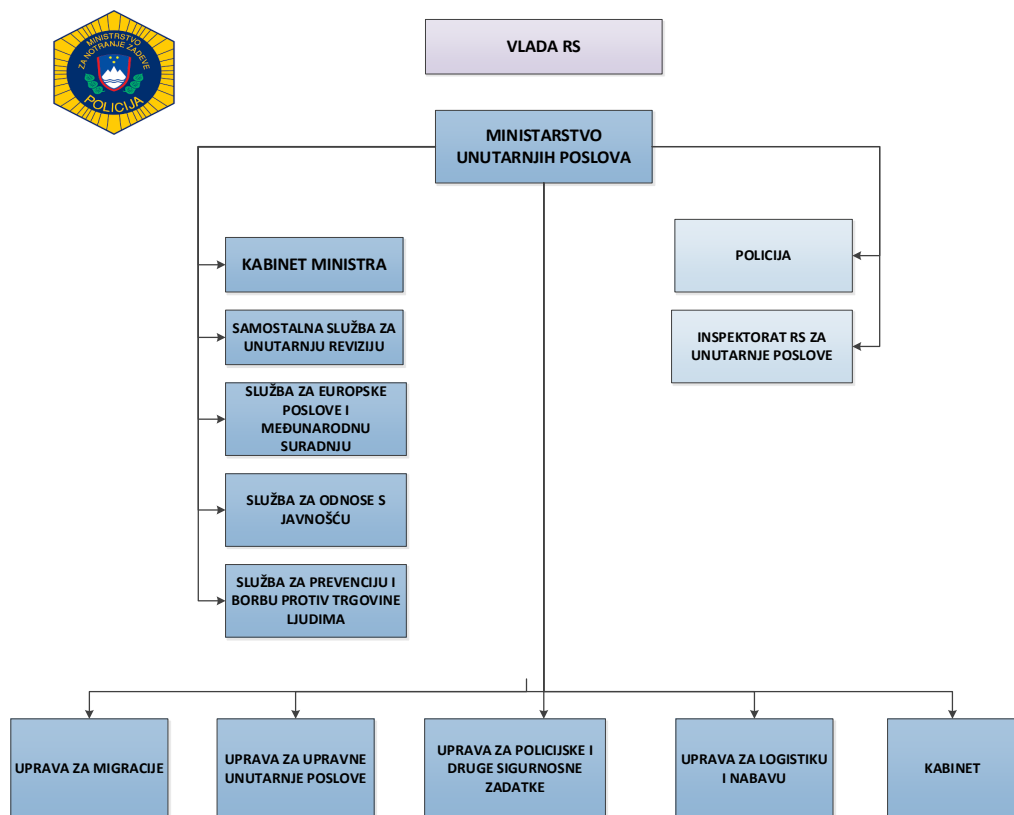 MINISTRSTVO
ZA NOTRANJE ZADEVE
POLICIJA
VLADA RS
MINISTARSTVO
UNUTARNJIH POSLOVA
KABINET MINISTRA
SAMOSTALNA SLUŽBA ZA
UNUTARNJU REVIZIJU
SLUŽBA ZA EUROPSKE
POSLOVE I
MEĐUNARODNU
SURADNJU
SLUŽBA ZA ODNOSE S
JAVNOŠĆU
SLUŽBA ZA PREVENCIJU I
BORBU PROTIV TRGOVINE
LJUDIMA
POLICIJA
INSPEKTORAT RS ZA
UNUTARNJE POSLOVE
UPRAVA ZA MIGRACIJE
UPRAVA ZA UPRAVNE
UNUTARNJE POSLOVE
UPRAVA ZA POLICIJSKE I
DRUGE SIGURNOSNE
ZADATKE
UPRAVA ZA LOGISTIKU
I NABAVU
KABINET